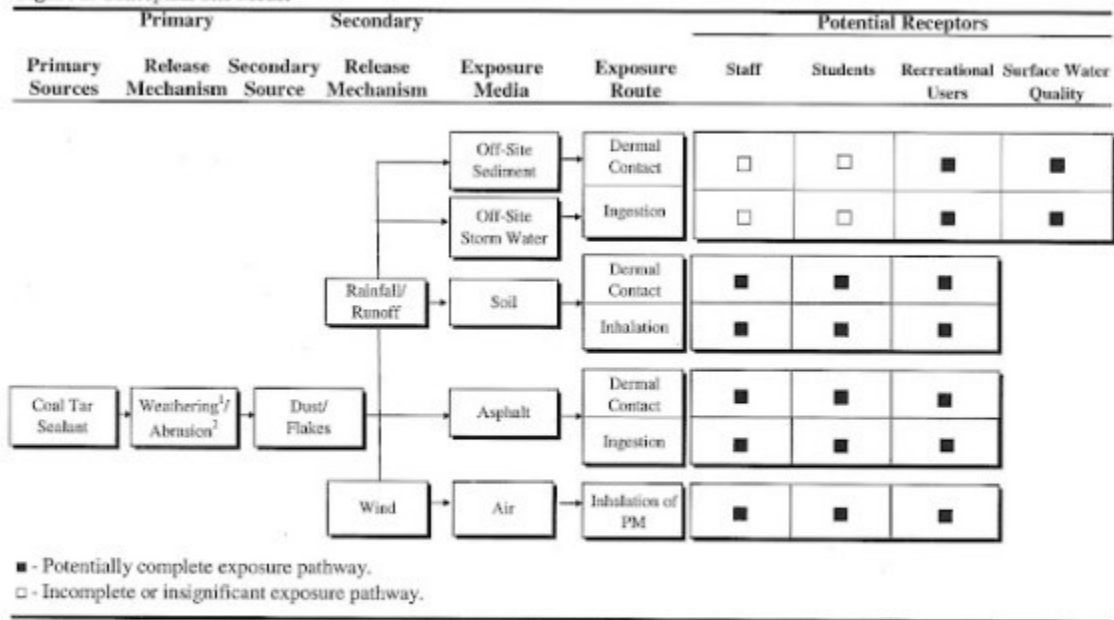 Primary Secondary Potential Receptors
Primary Release Secondary Release Exposure Exposure Staff Students Recreational Surface Water
Sources Mechanism Source Mechanism Media Route Users Quality
Off-Site
Sediment
Dermal
Contact
□ □ ■ ■
Off-Site
Storm Water
Ingestion
□ □ ■ ■
Rainfall/
Runoff
Soil
Dermal
Contact
■ ■ ■
Inhalation
■ ■ ■
Coal Tar
Sealant
Weathering¹/
Abrasion²
Dust/
Flakes
Asphalt
Dermal
Contact
■ ■ ■
Ingestion
■ ■ ■
Wind
Air
Inhalation of
PM
■ ■ ■
■ - Potentially complete exposure pathway.
□ - Incomplete or insignificant exposure pathway.